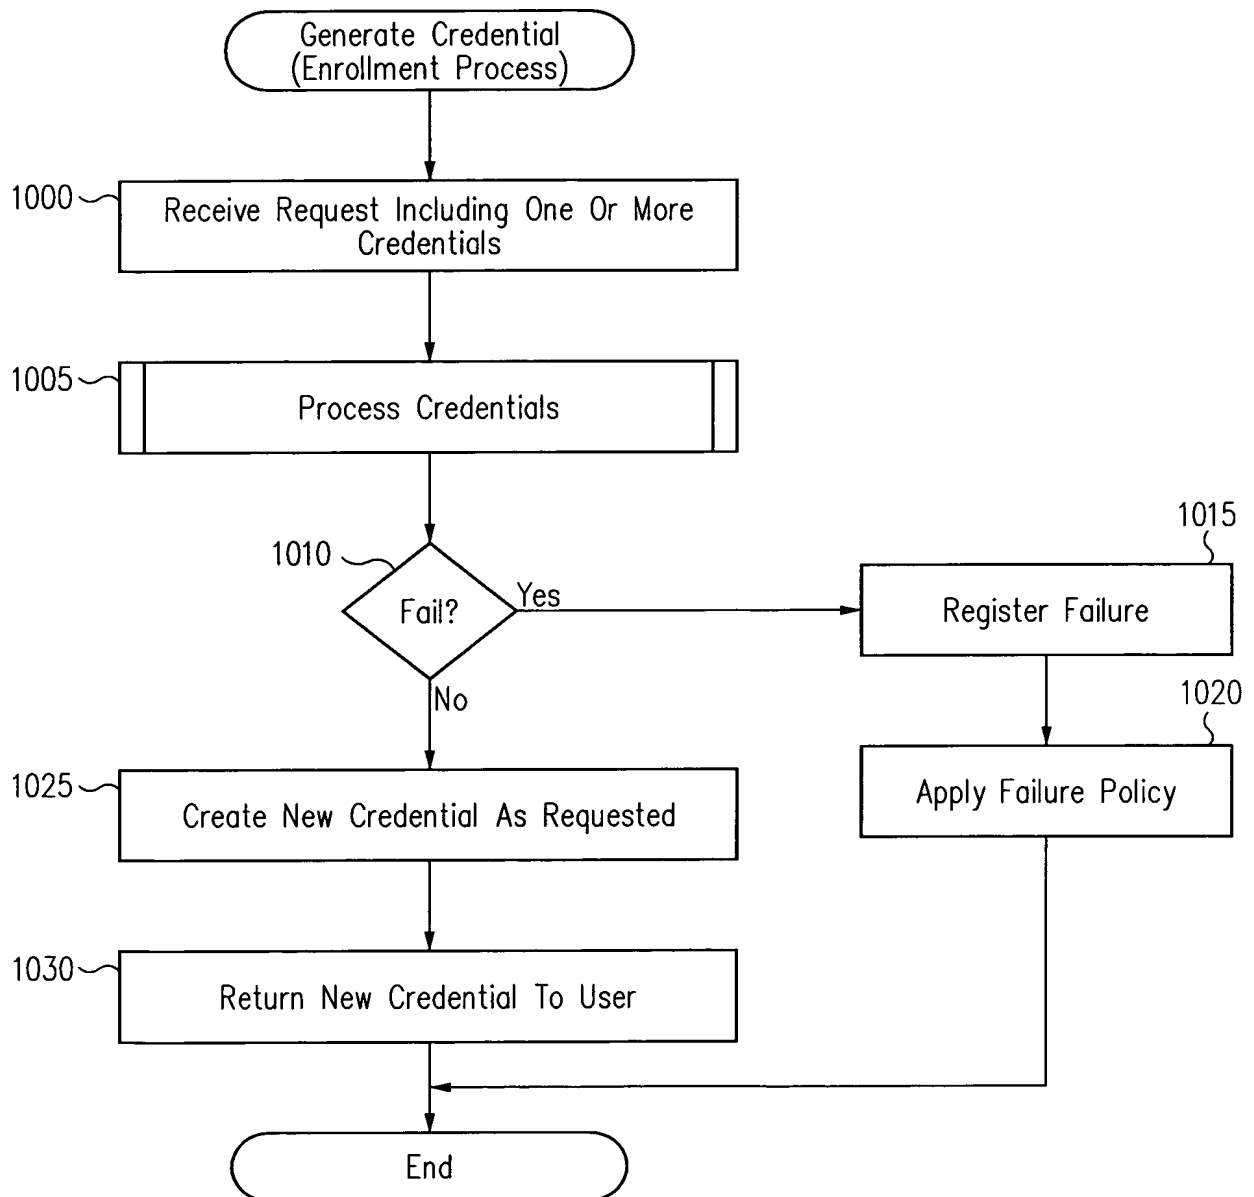 Generate Credential
(Enrollment Process)
1000
Receive Request Including One Or More
Credentials
1005
Process Credentials
1010
Fail?
Yes
No
1015
Register Failure
1020
Apply Failure Policy
1025
Create New Credential As Requested
1030
Return New Credential To User
End